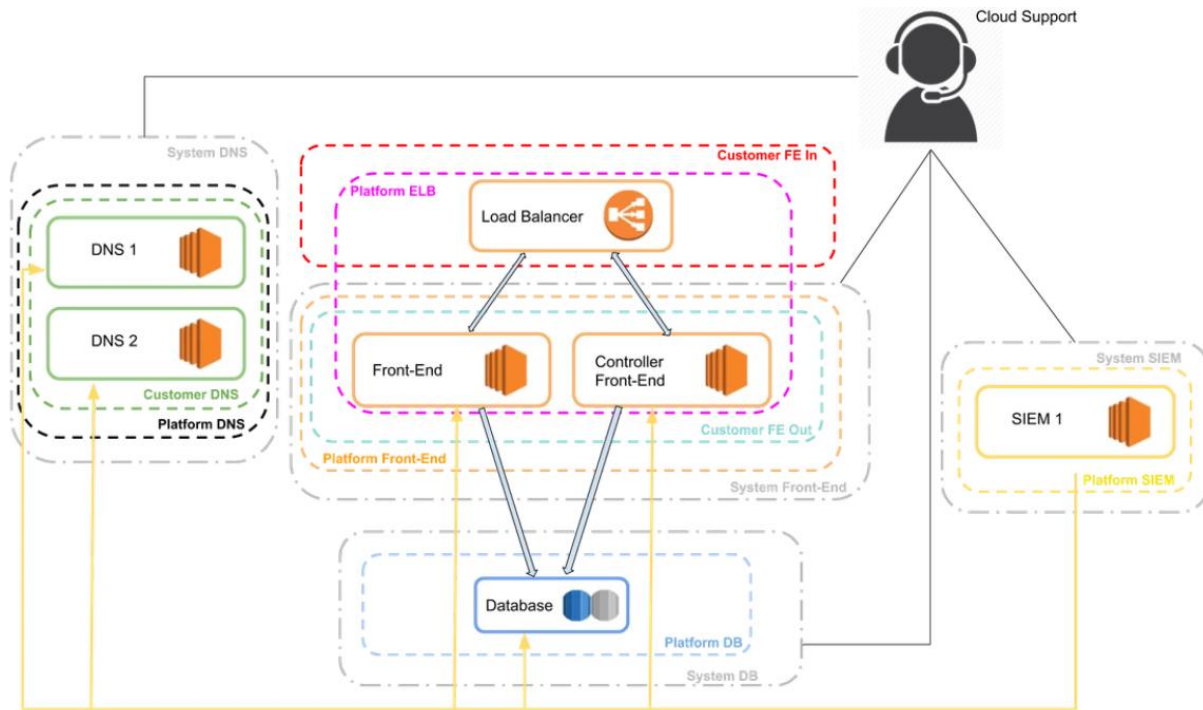 Cloud Support
System DNS
Customer FE In
Platform ELB
Load Balancer
DNS 1
DNS 2
Customer DNS
Platform DNS
Front-End
Controller
Front-End
Customer FE Out
Platform Front-End
System Front-End
System SIEM
SIEM 1
Platform SIEM
Database
Platform DB
System DB